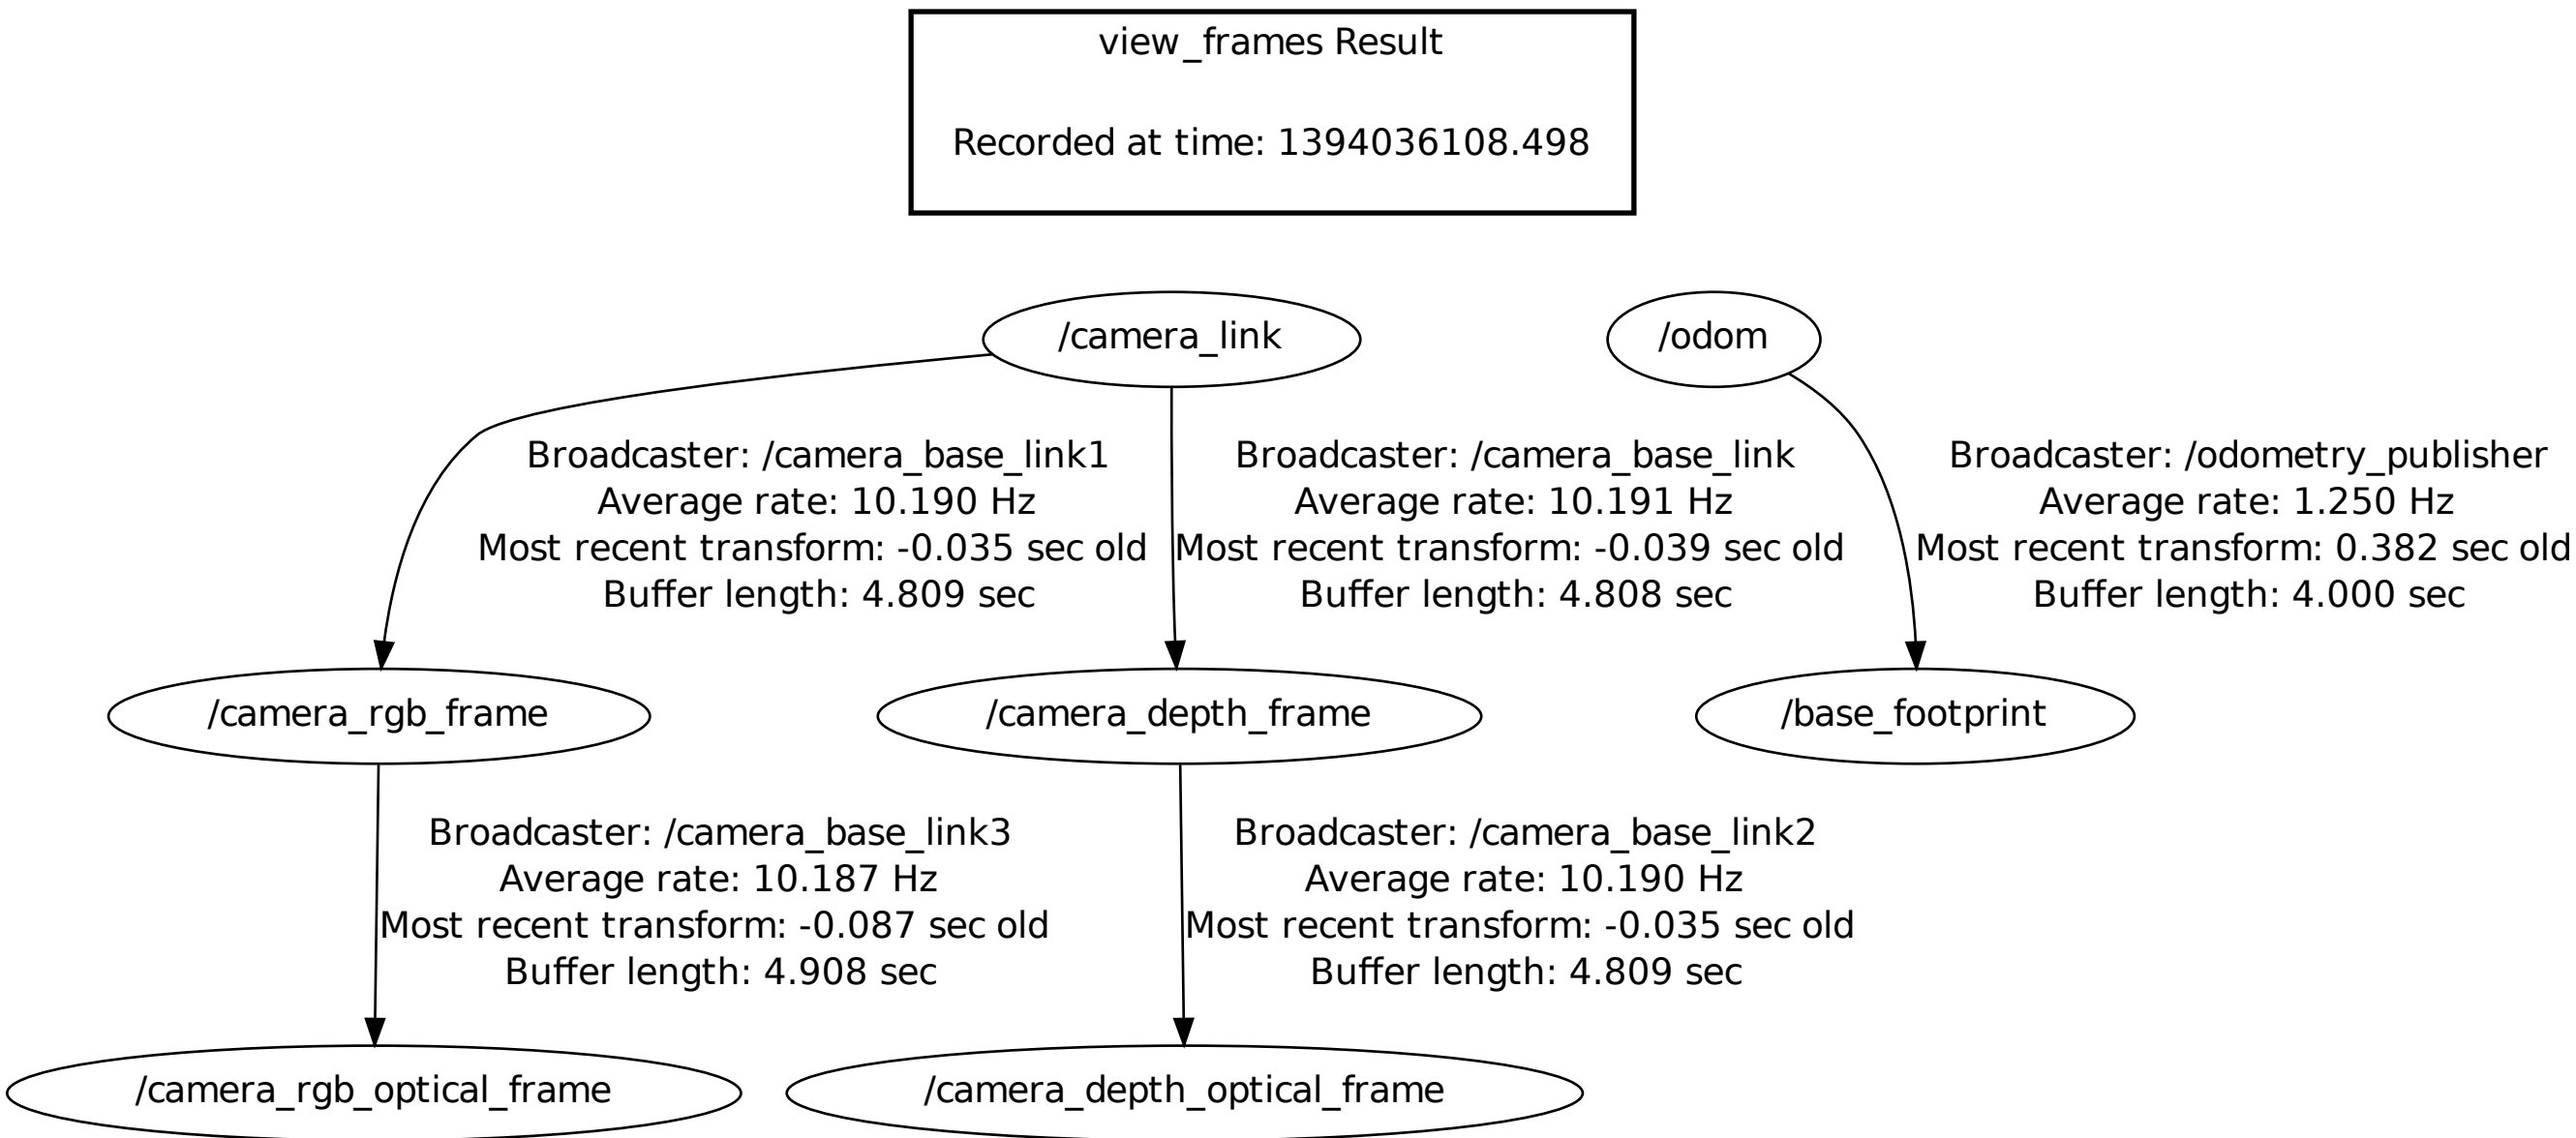 view_frames Result
Recorded at time: 1394036108.498
/camera_link
/odom
Broadcaster: /camera_base_link1
Average rate: 10.190 Hz
Most recent transform: -0.035 sec old
Buffer length: 4.809 sec
Broadcaster: /camera_base_link
Average rate: 10.191 Hz
Most recent transform: -0.039 sec old
Buffer length: 4.808 sec
Broadcaster: /odometry_publisher
Average rate: 1.250 Hz
Most recent transform: 0.382 sec old
Buffer length: 4.000 sec
/camera_rgb_frame
/camera_depth_frame
/base_footprint
Broadcaster: /camera_base_link3
Average rate: 10.187 Hz
Most recent transform: -0.087 sec old
Buffer length: 4.908 sec
Broadcaster: /camera_base_link2
Average rate: 10.190 Hz
Most recent transform: -0.035 sec old
Buffer length: 4.809 sec
/camera_rgb_optical_frame
/camera_depth_optical_frame